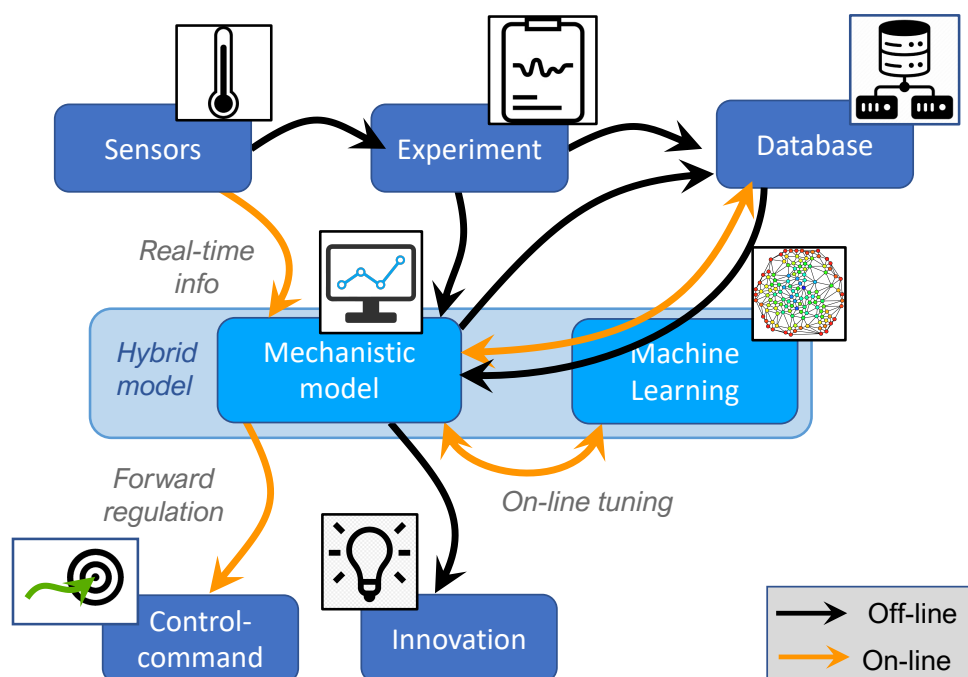 Sensors
Experiment
Database
Real-time
info
Hybrid
model
Mechanistic
model
Machine
Learning
Forward
regulation
On-line tuning
Control-
command
Innovation
Off-line
On-line